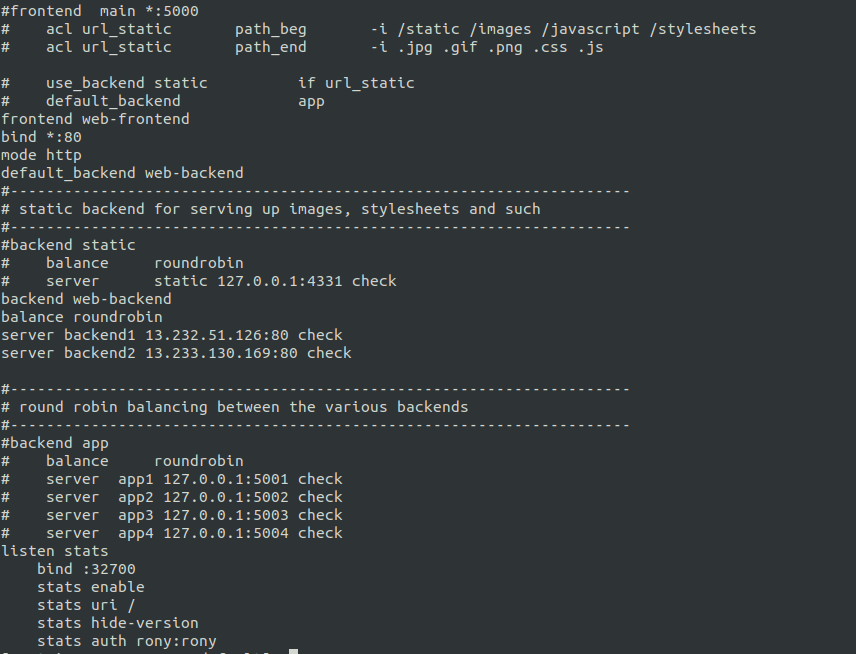 #frontend  main *:5000
#    acl url_static       path_beg       -i /static /images /javascript /stylesheets
#    acl url_static       path_end       -i .jpg .gif .png .css .js
#    use_backend static          if url_static
#    default_backend             app
frontend web-frontend
bind *:80
mode http
default_backend web-backend
#---------------------------------------------------------------------
# static backend for serving up images, stylesheets and such
#---------------------------------------------------------------------
#backend static
#    balance     roundrobin
#    server      static 127.0.0.1:4331 check
backend web-backend
balance roundrobin
server backend1 13.232.51.126:80 check
server backend2 13.233.130.169:80 check
#---------------------------------------------------------------------
# round robin balancing between the various backends
#---------------------------------------------------------------------
#backend app
#    balance     roundrobin
#    server  app1 127.0.0.1:5001 check
#    server  app2 127.0.0.1:5002 check
#    server  app3 127.0.0.1:5003 check
#    server  app4 127.0.0.1:5004 check
listen stats
    bind :32700
    stats enable
    stats uri /
    stats hide-version
    stats auth rony:rony